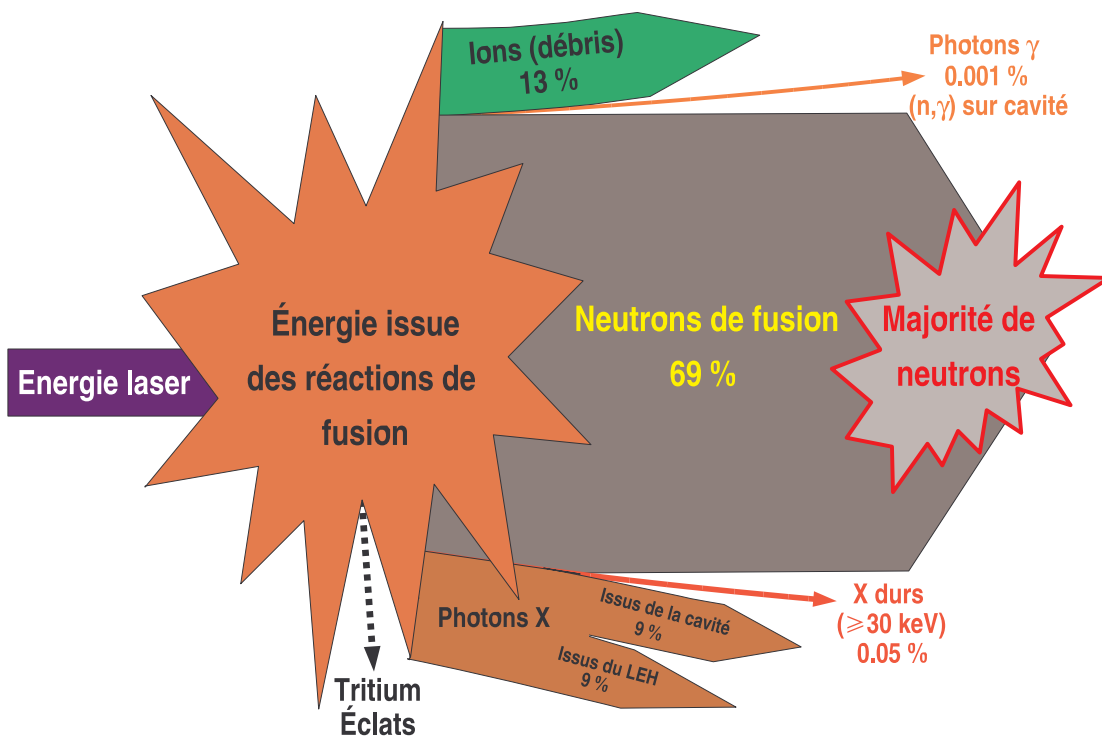 Ions (débris)
13 %
Photons γ
0.001 %
(n,γ) sur cavité
Energie laser
Énergie issue
des réactions de
fusion
Neutrons de fusion
69 %
Majorité de
neutrons
Photons X
Issus de la cavité
9 %
Issus du LEH
9 %
X durs
(⩾30 keV)
0.05 %
Tritium
Éclats